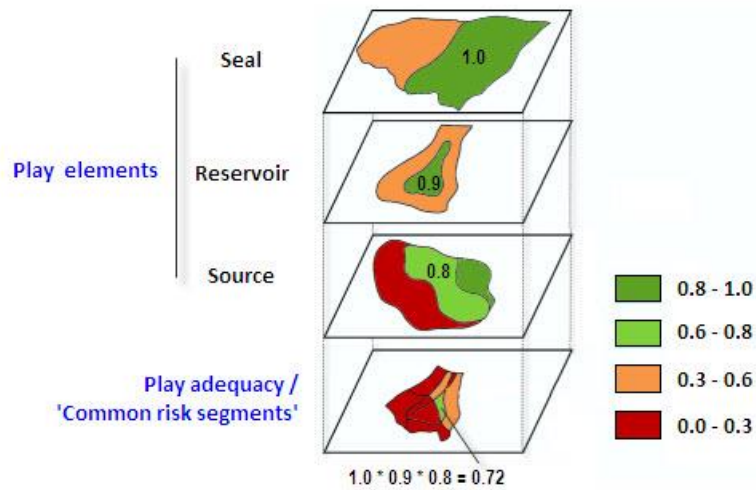 Seal
1.0
Play elements
Reservoir
0.9
Source
0.8
0.8 - 1.0
0.6 - 0.8
0.3 - 0.6
0.0 - 0.3
Play adequacy /
'Common risk segments'
1.0 * 0.9 * 0.8 = 0.72